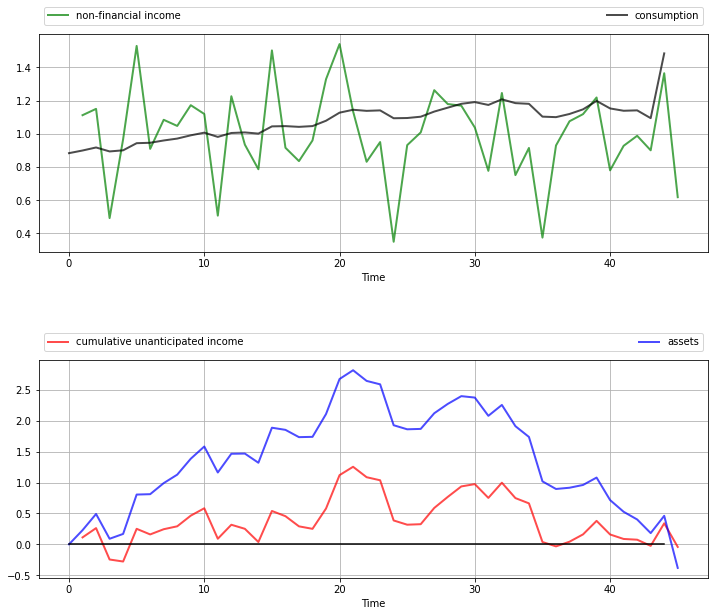 non-financial income consumption
1.4
1.2
1.0
0.8
0.6
0.4
0 10 20 30 40
Time
cumulative unanticipated income assets
2.5
2.0
1.5
1.0
0.5
0.0
−0.5
0 10 20 30 40
Time